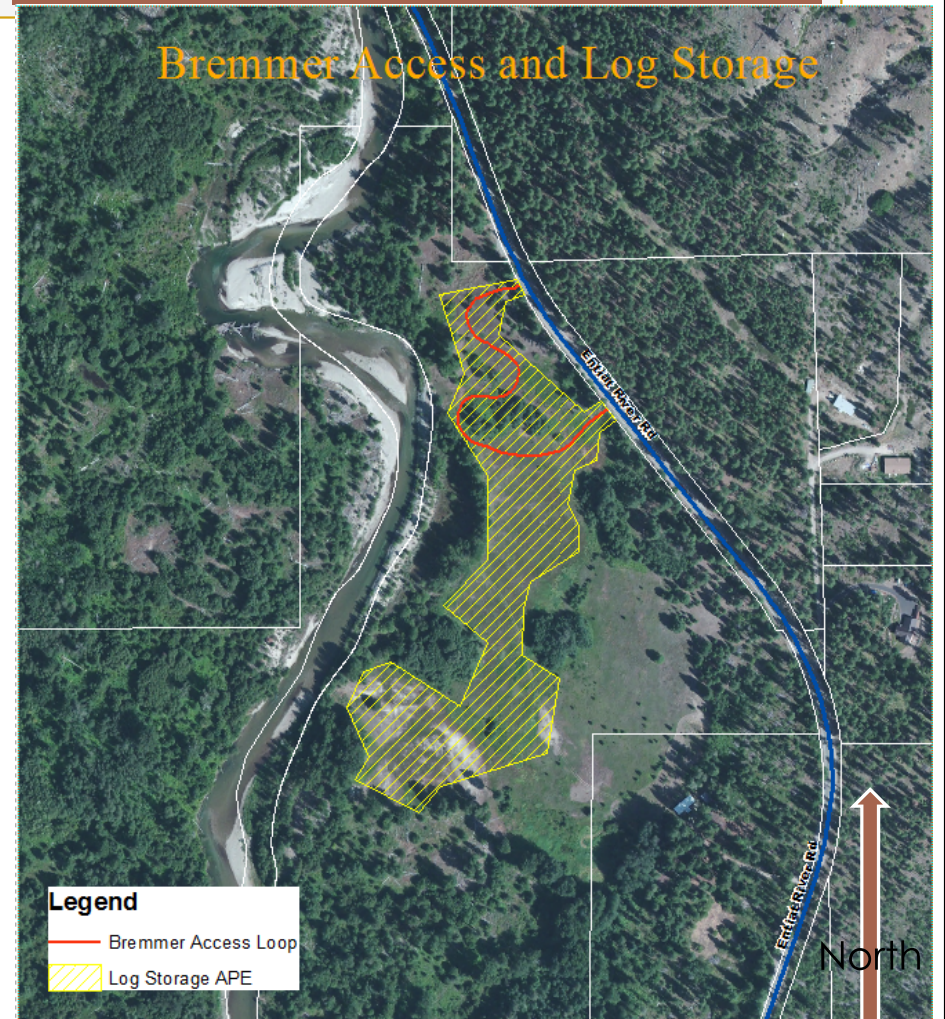 Bremmer Access and Log Storage
Entiat River Rd
Entiat River Rd
Legend
Bremmer Access Loop
Log Storage APE
North